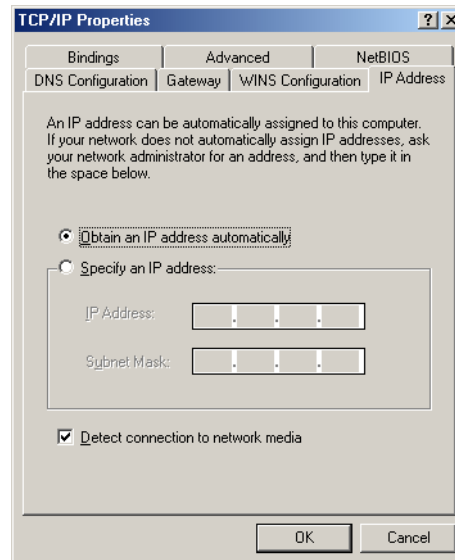 TCP/IP Properties
? ×
Bindings Advanced NetBIOS
DNS Configuration Gateway WINS Configuration IP Address
An IP address can be automatically assigned to this computer.
If your network does not automatically assign IP addresses, ask
your network administrator for an address, and then type it in
the space below.
Obtain an IP address automatically
Specify an IP address:
IP Address:
. . .
Subnet Mask:
. . .
Detect connection to network media
OK Cancel